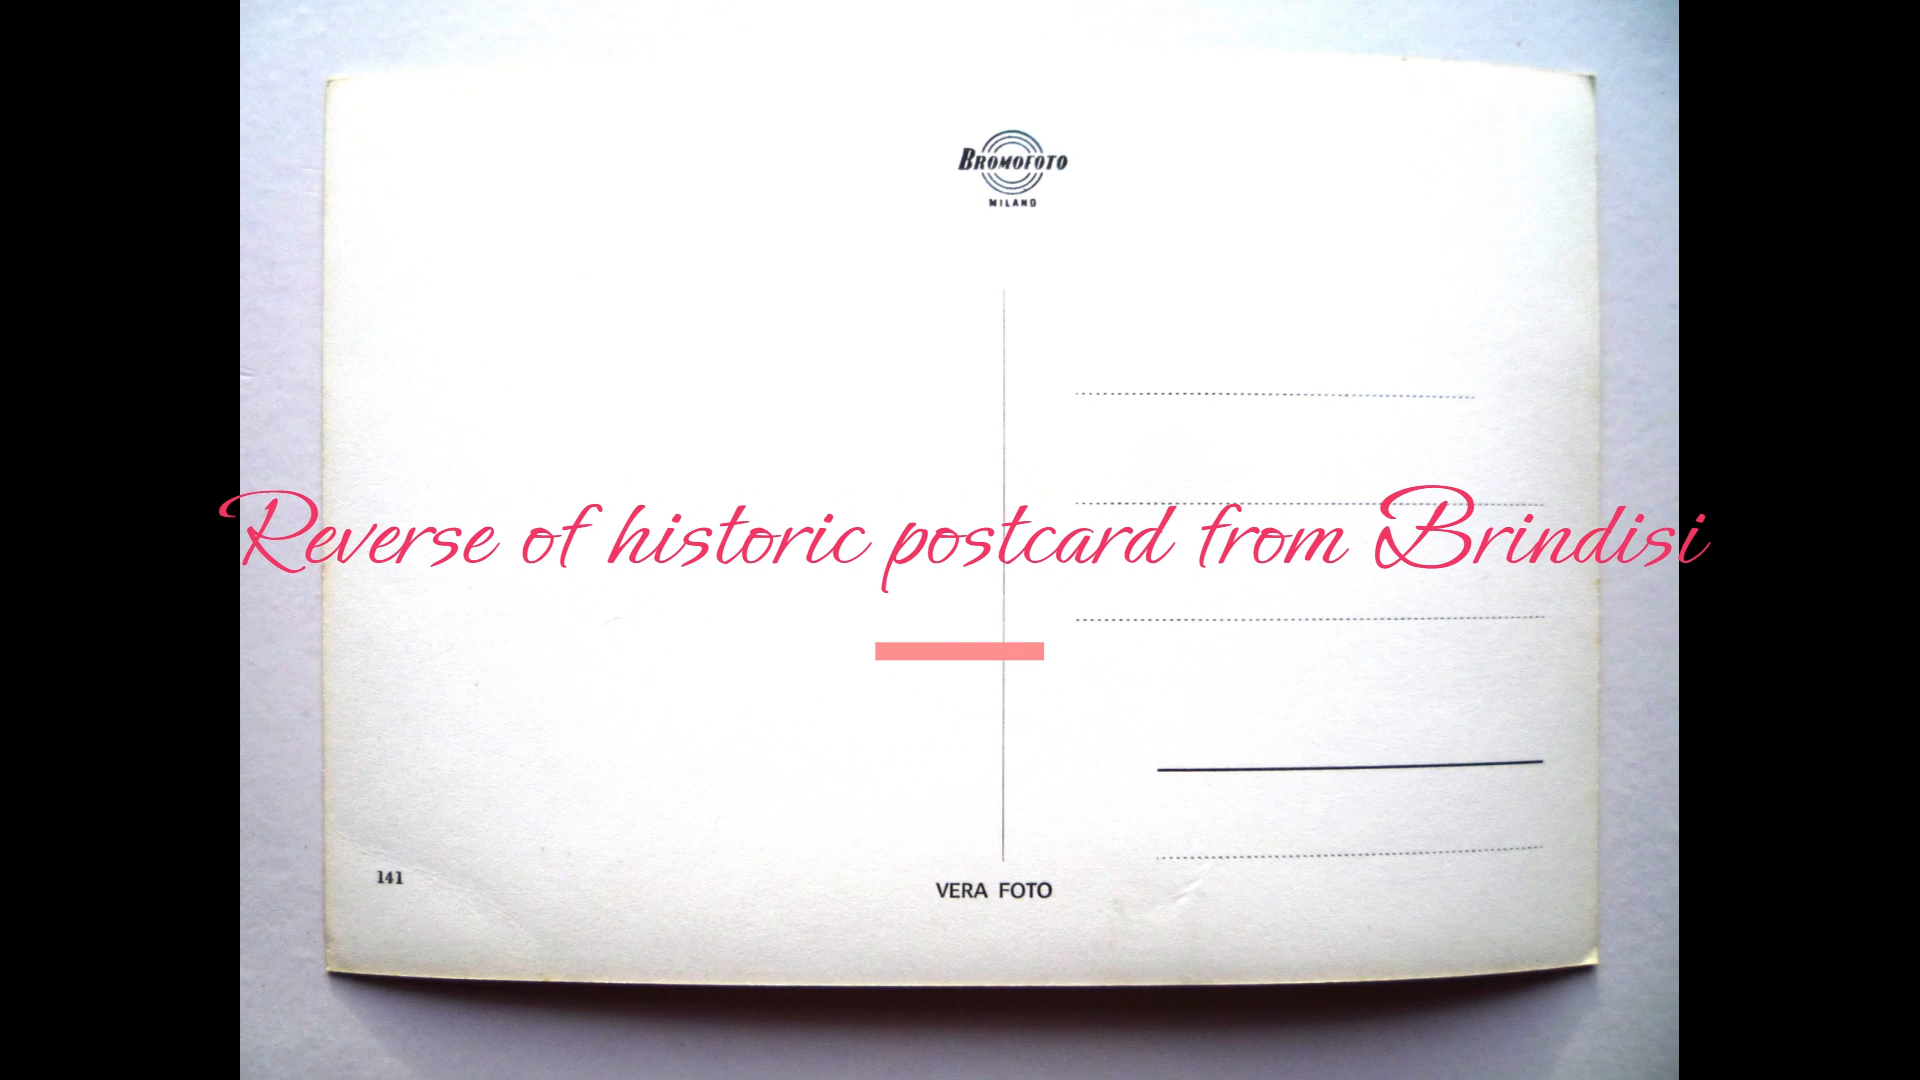 BROMOFOTO
MILANO
Reverse of historic postcard from Brindisi
141
VERA FOTO